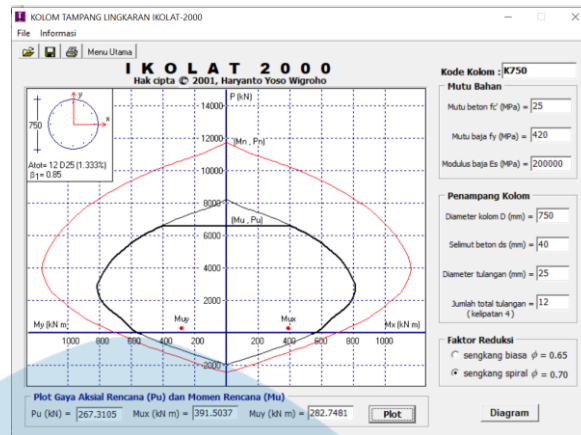 KOLOM TAMPANG LINGKARAN IKOLAT-2000
File Informasi
Menu Utama
I K O L A T 2 0 0 0
Hak cipta © 2001, Haryanto Yoso Wigroho
y
x
750
Atot= 12 D25 (1.333%)
β1= 0.85
P (kN)
14000
12000
10000
8000
6000
4000
2000
2000
(Mn , Pn)
(Mu , Pu)
Muy
Mux
My (kN m)
Mx (kN m)
1000 800 600 400 200 200 400 600 800 1000
Plot Gaya Aksial Rencana (Pu) dan Momen Rencana (Mu)
Pu (kN) = 267.3105 Mux (kN m) = 391.5037 Muy (kN m) = 282.7481 Plot
Kode Kolom : K750
Mutu Bahan
Mutu beton fc' (MPa) = 25
Mutu baja fy (MPa) = 420
Modulus baja Es (MPa) = 200000
Penampang Kolom
Diameter kolom D (mm) = 750
Selimut beton ds (mm) = 40
Diameter tulangan (mm) = 25
Jumlah total tulangan = 12
(kelipatan 4)
Faktor Reduksi
sengkang biasa ϕ = 0.65
sengkang spiral ϕ = 0.70
Diagram